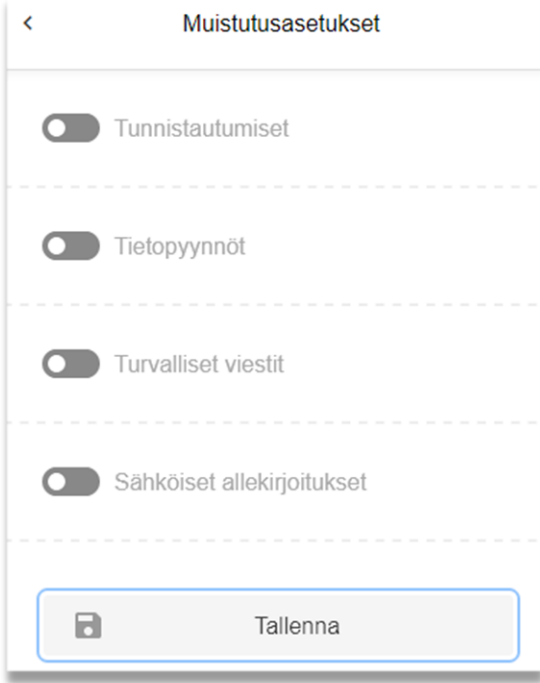 Muistutusasetukset
Tunnistautumiset
Tietopyynnöt
Turvalliset viestit
Sähköiset allekirjoitukset
Tallenna